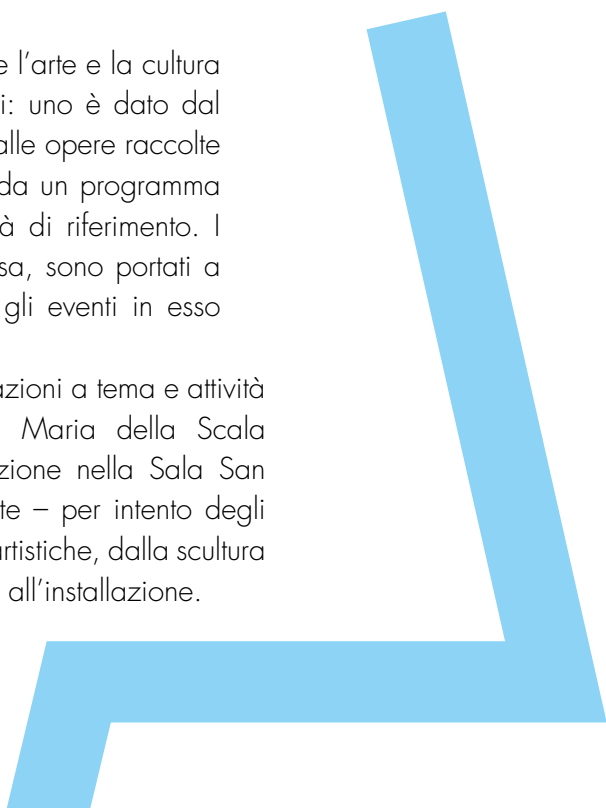 e l’arte e la cultura
i: uno è dato dal
alle opere raccolte
da un programma
à di riferimento. I
sa, sono portati a
gli eventi in esso
azioni a tema e attività
Maria della Scala
zione nella Sala San
te – per intento degli
artistiche, dalla scultura
all’installazione.